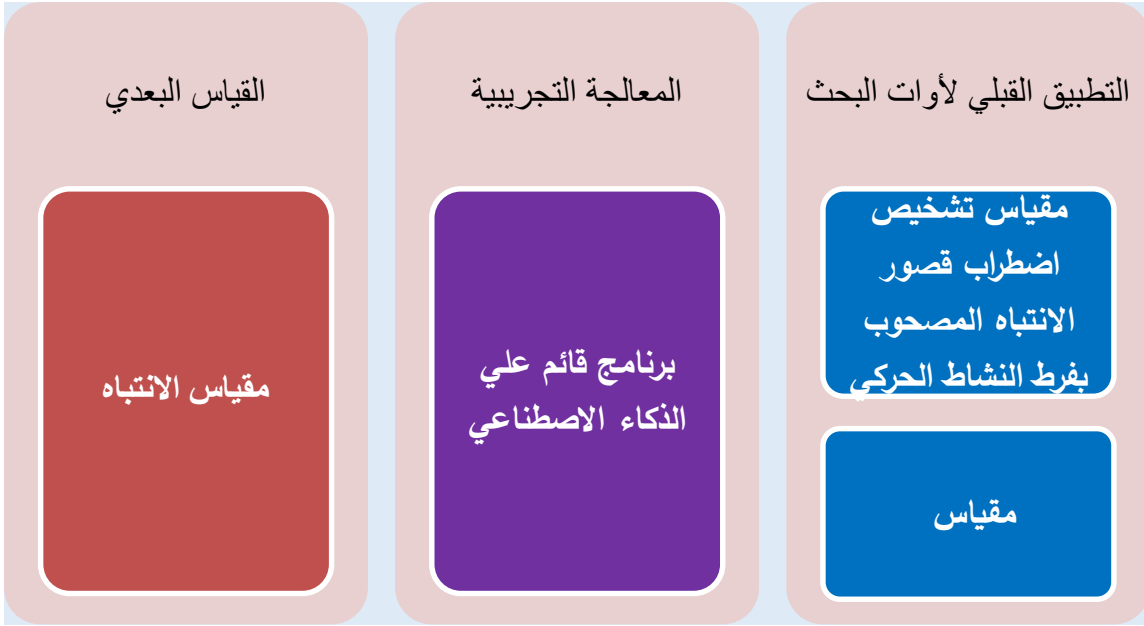 التطبيق القبلي لأوات البحث
مقياس تشخيص
اضطراب قصور
الانتباه المصحوب
بفرط النشاط الحركي
مقياس
المعالجة التجريبية
برنامج قائم علي
الذكاء الاصطناعي
القياس البعدي
مقياس الانتباه